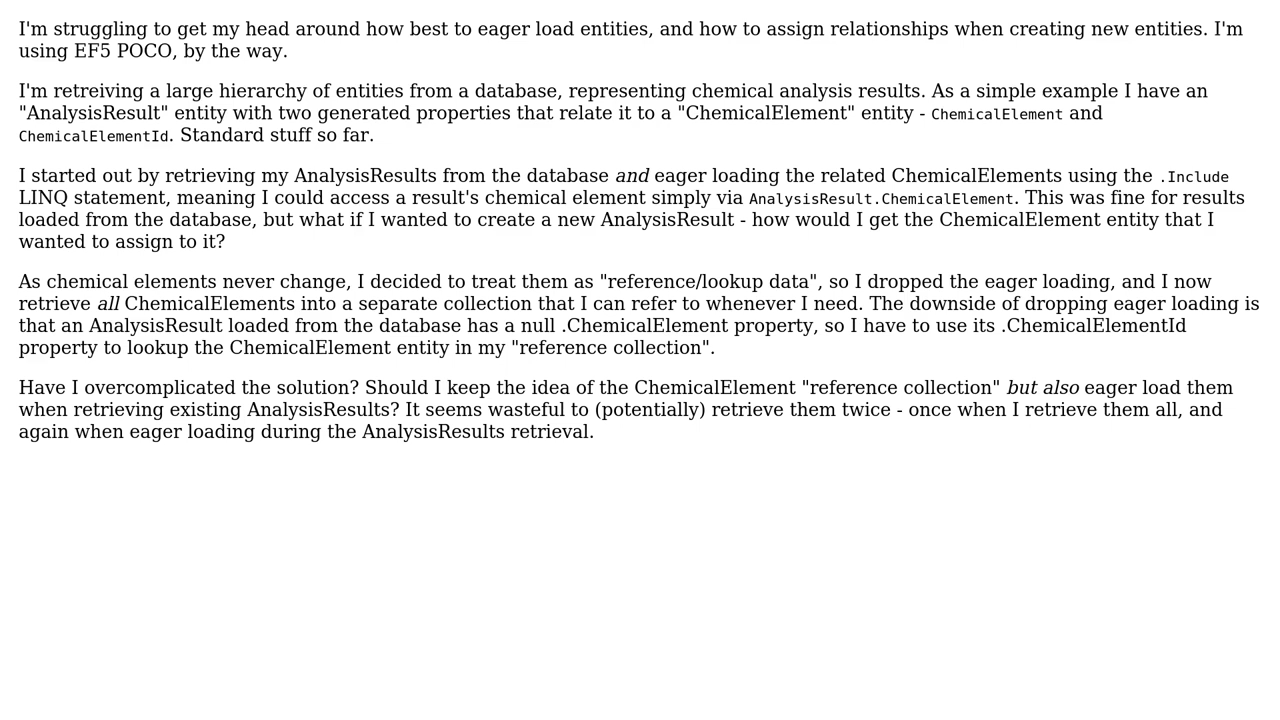 I'm struggling to get my head around how best to eager load entities, and how to assign relationships when creating new entities. I'm
using EF5 POCO, by the way.
I'm retreiving a large hierarchy of entities from a database, representing chemical analysis results. As a simple example I have an
"AnalysisResult" entity with two generated properties that relate it to a "ChemicalElement" entity - ChemicalElement and
ChemicalElementId. Standard stuff so far.
I started out by retrieving my AnalysisResults from the database and eager loading the related ChemicalElements using the .Include
LINQ statement, meaning I could access a result's chemical element simply via AnalysisResult.ChemicalElement. This was fine for results
loaded from the database, but what if I wanted to create a new AnalysisResult - how would I get the ChemicalElement entity that I
wanted to assign to it?
As chemical elements never change, I decided to treat them as "reference/lookup data", so I dropped the eager loading, and I now
retrieve all ChemicalElements into a separate collection that I can refer to whenever I need. The downside of dropping eager loading is
that an AnalysisResult loaded from the database has a null .ChemicalElement property, so I have to use its .ChemicalElementId
property to lookup the ChemicalElement entity in my "reference collection".
Have I overcomplicated the solution? Should I keep the idea of the ChemicalElement "reference collection" but also eager load them
when retrieving existing AnalysisResults? It seems wasteful to (potentially) retrieve them twice - once when I retrieve them all, and
again when eager loading during the AnalysisResults retrieval.